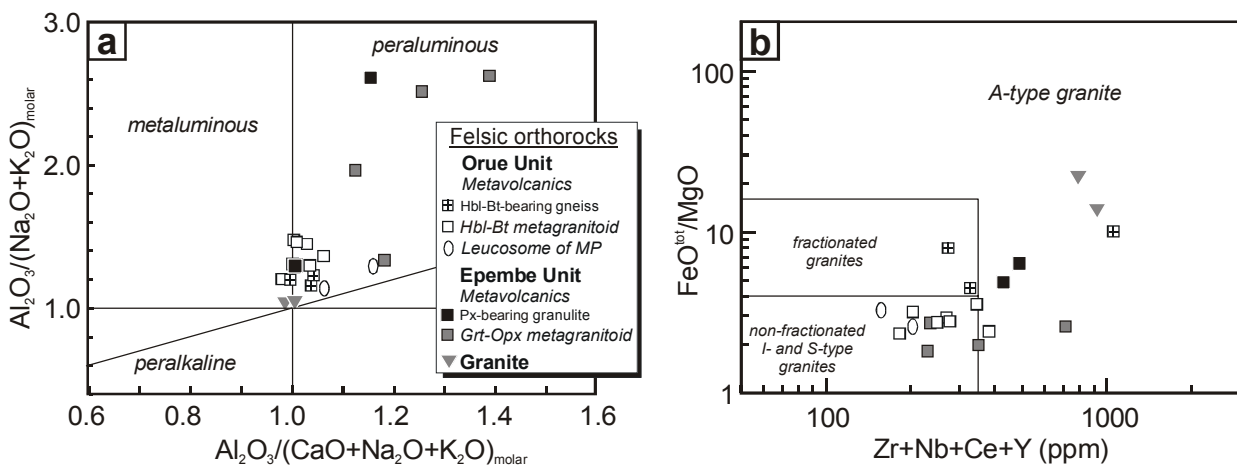 a
3.0
2.0
1.0
Al₂O₃/(Na₂O+K₂O)molar
peraluminous
metaluminous
peralkaline
Felsic orthorocks
Orue Unit
Metavolcanics
Hbl-Bt-bearing gneiss
Hbl-Bt metagranitoid
Leucosome of MP
Epembe Unit
Metavolcanics
Px-bearing granulite
Grt-Opx metagranitoid
Granite
0.6 0.8 1.0 1.2 1.4 1.6
Al₂O₃/(CaO+Na₂O+K₂O)molar
b
100
10
1
FeOᵗᵒᵗ/MgO
A-type granite
fractionated
granites
non-fractionated
I- and S-type
granites
100 1000
Zr+Nb+Ce+Y (ppm)